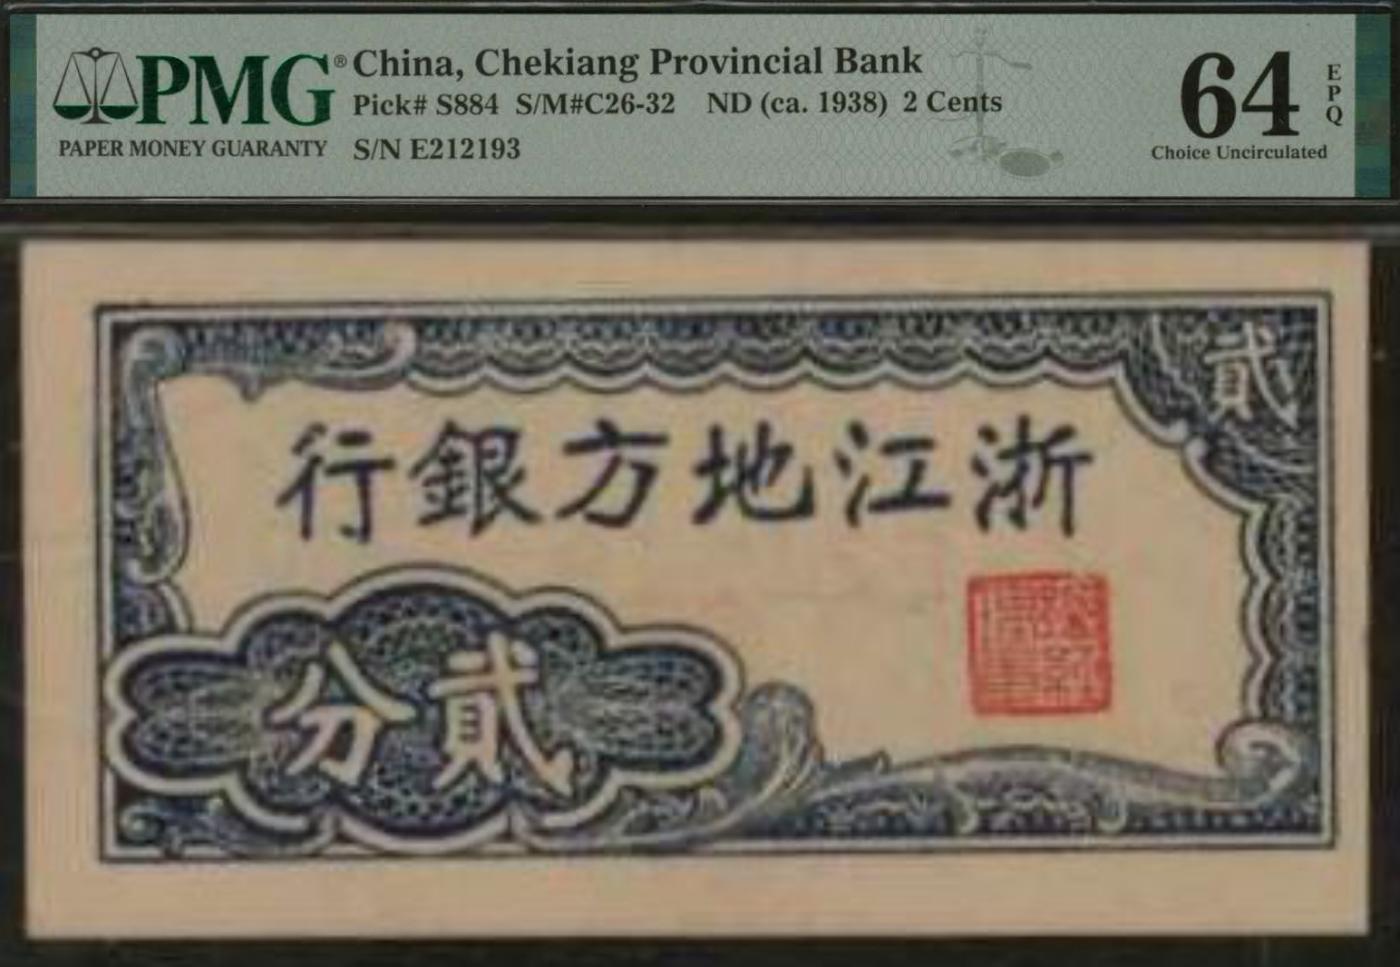 PMG®
PAPER MONEY GUARANTY
China, Chekiang Provincial Bank
Pick# S884 S/M#C26-32 ND (ca. 1938) 2 Cents
S/N E212193
64 EPQ
Choice Uncirculated
貳
浙江地方銀行
貳分